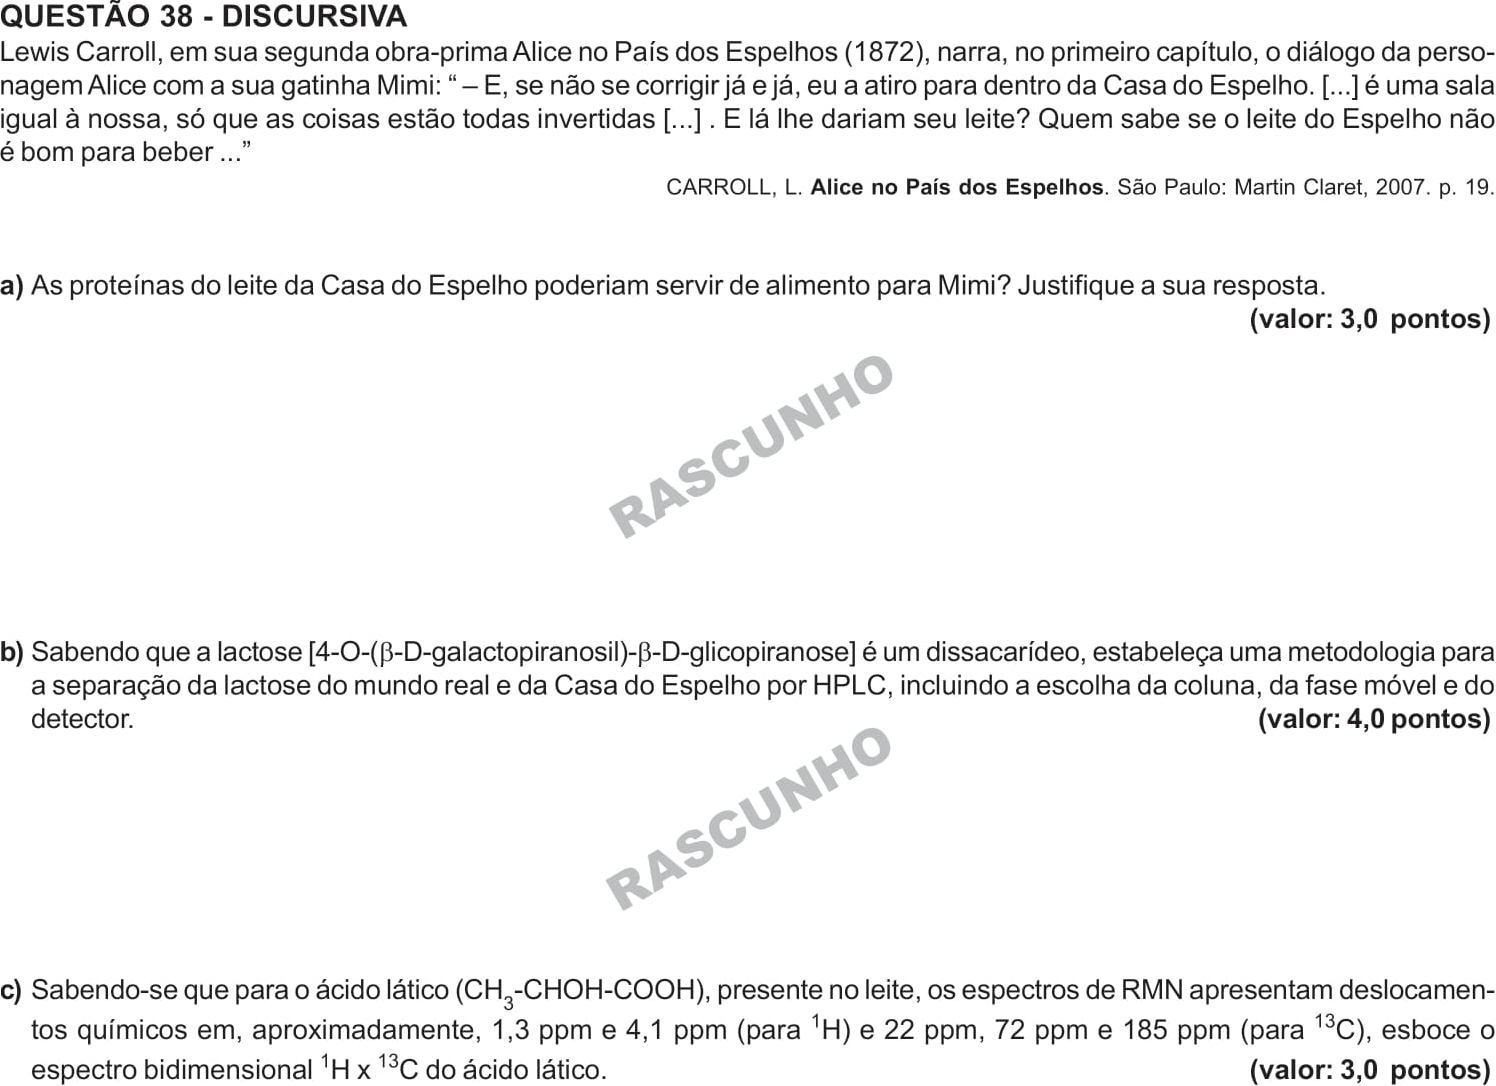 QUESTÃO 38 - DISCURSIVA
Lewis Carroll, em sua segunda obra-prima Alice no País dos Espelhos (1872), narra, no primeiro capítulo, o diálogo da perso-
nagem Alice com a sua gatinha Mimi: “ – E, se não se corrigir já e já, eu a atiro para dentro da Casa do Espelho. [...] é uma sala
igual à nossa, só que as coisas estão todas invertidas [...] . E lá lhe dariam seu leite? Quem sabe se o leite do Espelho não
é bom para beber ...”
CARROLL, L. Alice no País dos Espelhos. São Paulo: Martin Claret, 2007. p. 19.
a) As proteínas do leite da Casa do Espelho poderiam servir de alimento para Mimi? Justifique a sua resposta.
(valor: 3,0 pontos)
RASCUNHO
b) Sabendo que a lactose [4-O-(β-D-galactopiranosil)-β-D-glicopiranose] é um dissacarídeo, estabeleça uma metodologia para
a separação da lactose do mundo real e da Casa do Espelho por HPLC, incluindo a escolha da coluna, da fase móvel e do
detector. (valor: 4,0 pontos)
RASCUNHO
c) Sabendo-se que para o ácido lático (CH₃-CHOH-COOH), presente no leite, os espectros de RMN apresentam deslocamen-
tos químicos em, aproximadamente, 1,3 ppm e 4,1 ppm (para ¹H) e 22 ppm, 72 ppm e 185 ppm (para ¹³C), esboce o
espectro bidimensional ¹H x ¹³C do ácido lático. (valor: 3,0 pontos)